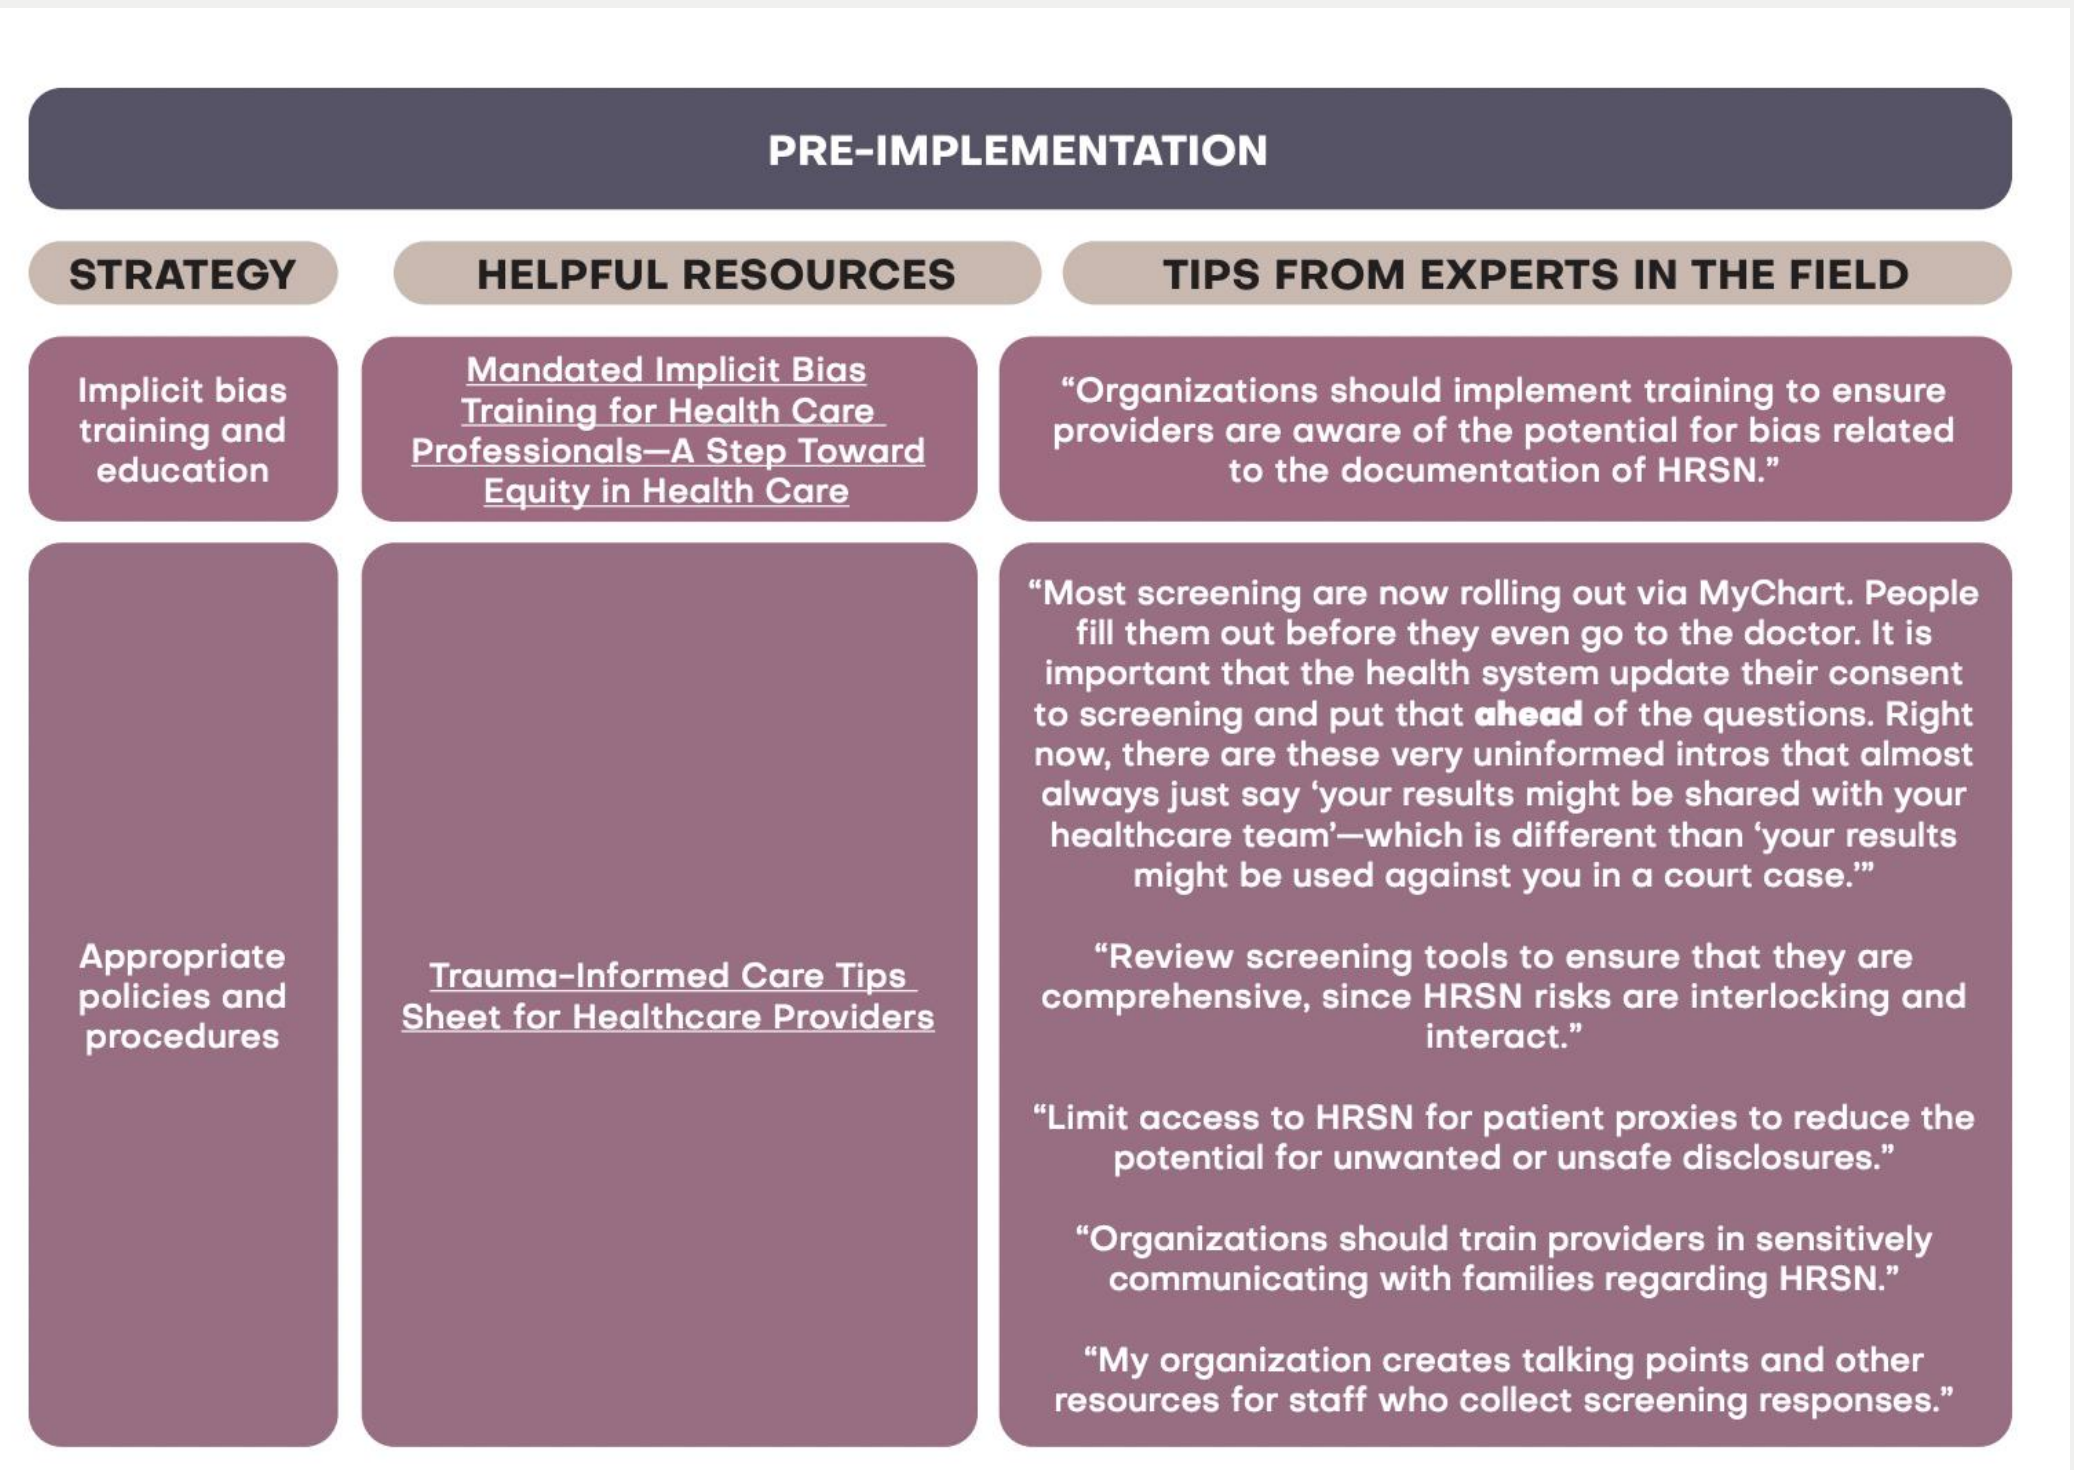 PRE-IMPLEMENTATION
STRATEGY
HELPFUL RESOURCES
TIPS FROM EXPERTS IN THE FIELD
Implicit bias
training and
education
Mandated Implicit Bias
Training for Health Care
Professionals—A Step Toward
Equity in Health Care
“Organizations should implement training to ensure
providers are aware of the potential for bias related
to the documentation of HRSN.”
Appropriate
policies and
procedures
Trauma-Informed Care Tips
Sheet for Healthcare Providers
“Most screening are now rolling out via MyChart. People
fill them out before they even go to the doctor. It is
important that the health system update their consent
to screening and put that ahead of the questions. Right
now, there are these very uninformed intros that almost
always just say ‘your results might be shared with your
healthcare team’—which is different than ‘your results
might be used against you in a court case.’”
“Review screening tools to ensure that they are
comprehensive, since HRSN risks are interlocking and
interact.”
“Limit access to HRSN for patient proxies to reduce the
potential for unwanted or unsafe disclosures.”
“Organizations should train providers in sensitively
communicating with families regarding HRSN.”
“My organization creates talking points and other
resources for staff who collect screening responses.”